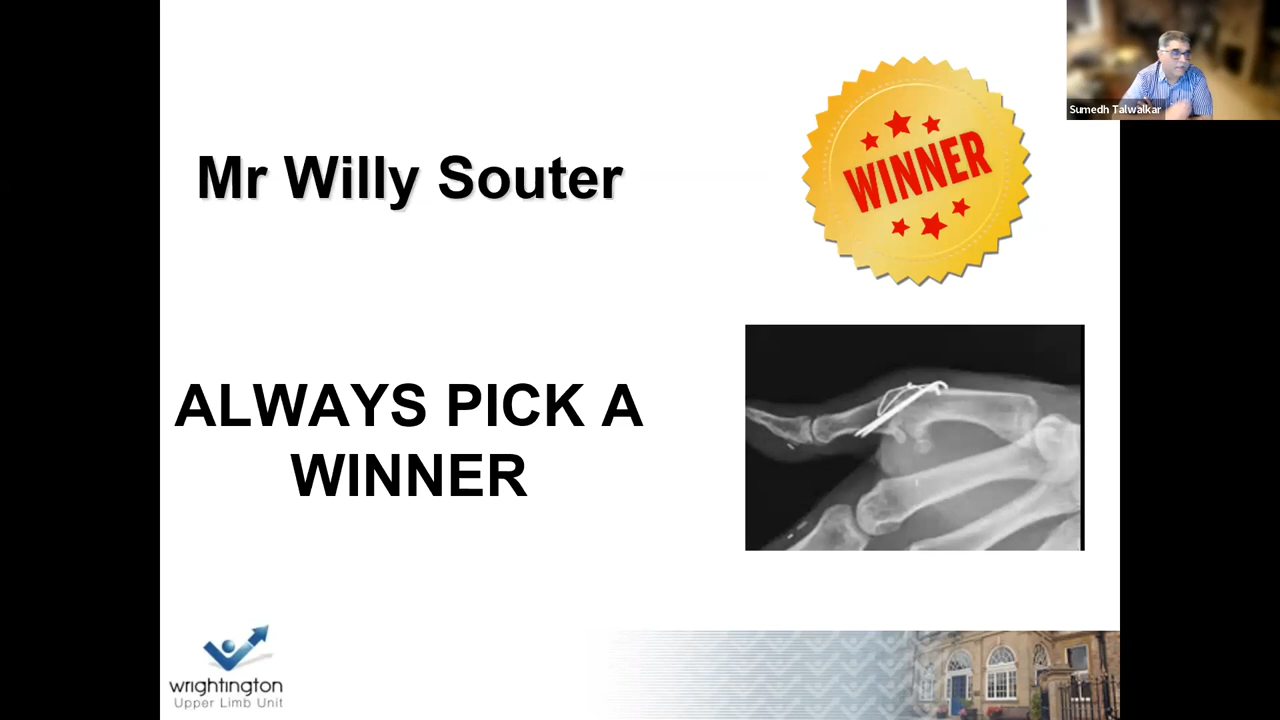 Mr Willy Souter
WINNER
Sumedh Talwalkar
ALWAYS PICK A
WINNER
wrightington
Upper Limb Unit